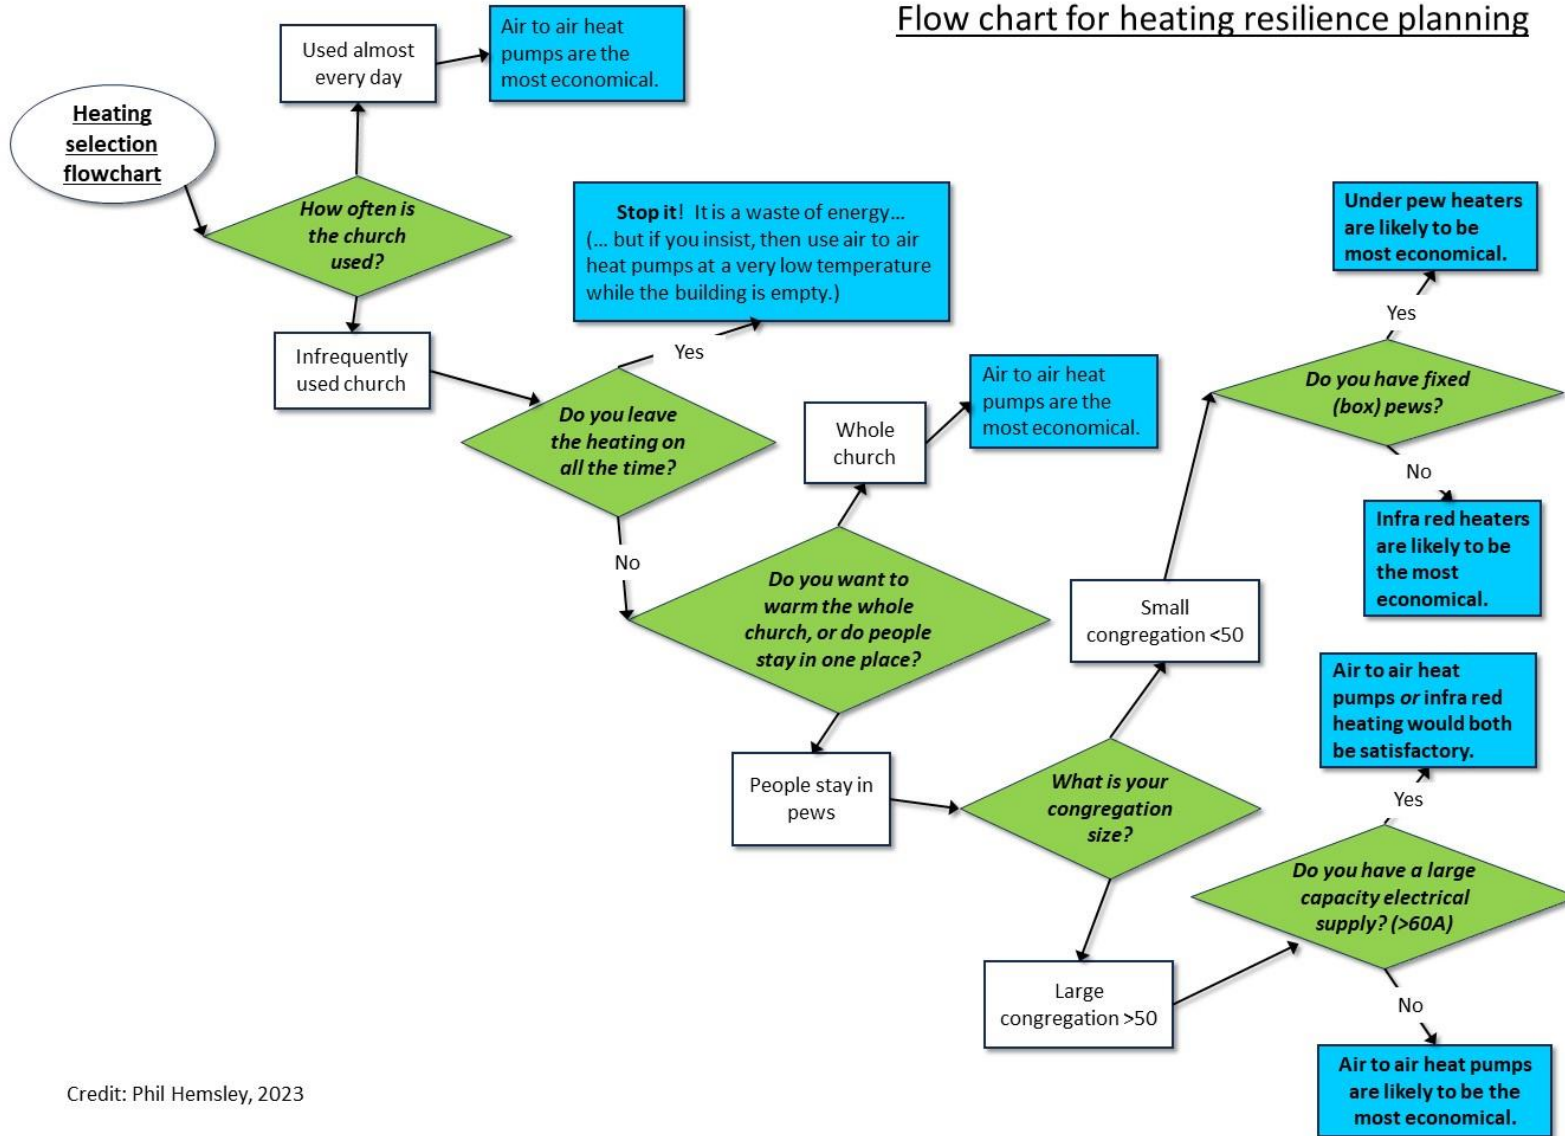 Flow chart for heating resilience planning
Heating
selection
flowchart
How often is
the church
used?
Used almost
every day
Air to air heat
pumps are the
most economical.
Infrequently
used church
Do you leave
the heating on
all the time?
Yes
Stop it! It is a waste of energy...
(... but if you insist, then use air to air
heat pumps at a very low temperature
while the building is empty.)
No
Do you want to
warm the whole
church, or do people
stay in one place?
Whole
church
Air to air heat
pumps are the
most economical.
People stay in
pews
What is your
congregation
size?
Small
congregation <50
Do you have fixed
(box) pews?
Yes
Under pew heaters
are likely to be
most economical.
No
Infra red heaters
are likely to be
the most
economical.
Large
congregation >50
Do you have a large
capacity electrical
supply? (>60A)
Yes
Air to air heat
pumps or infra red
heating would both
be satisfactory.
No
Air to air heat pumps
are likely to be the
most economical.
Credit: Phil Hemsley, 2023